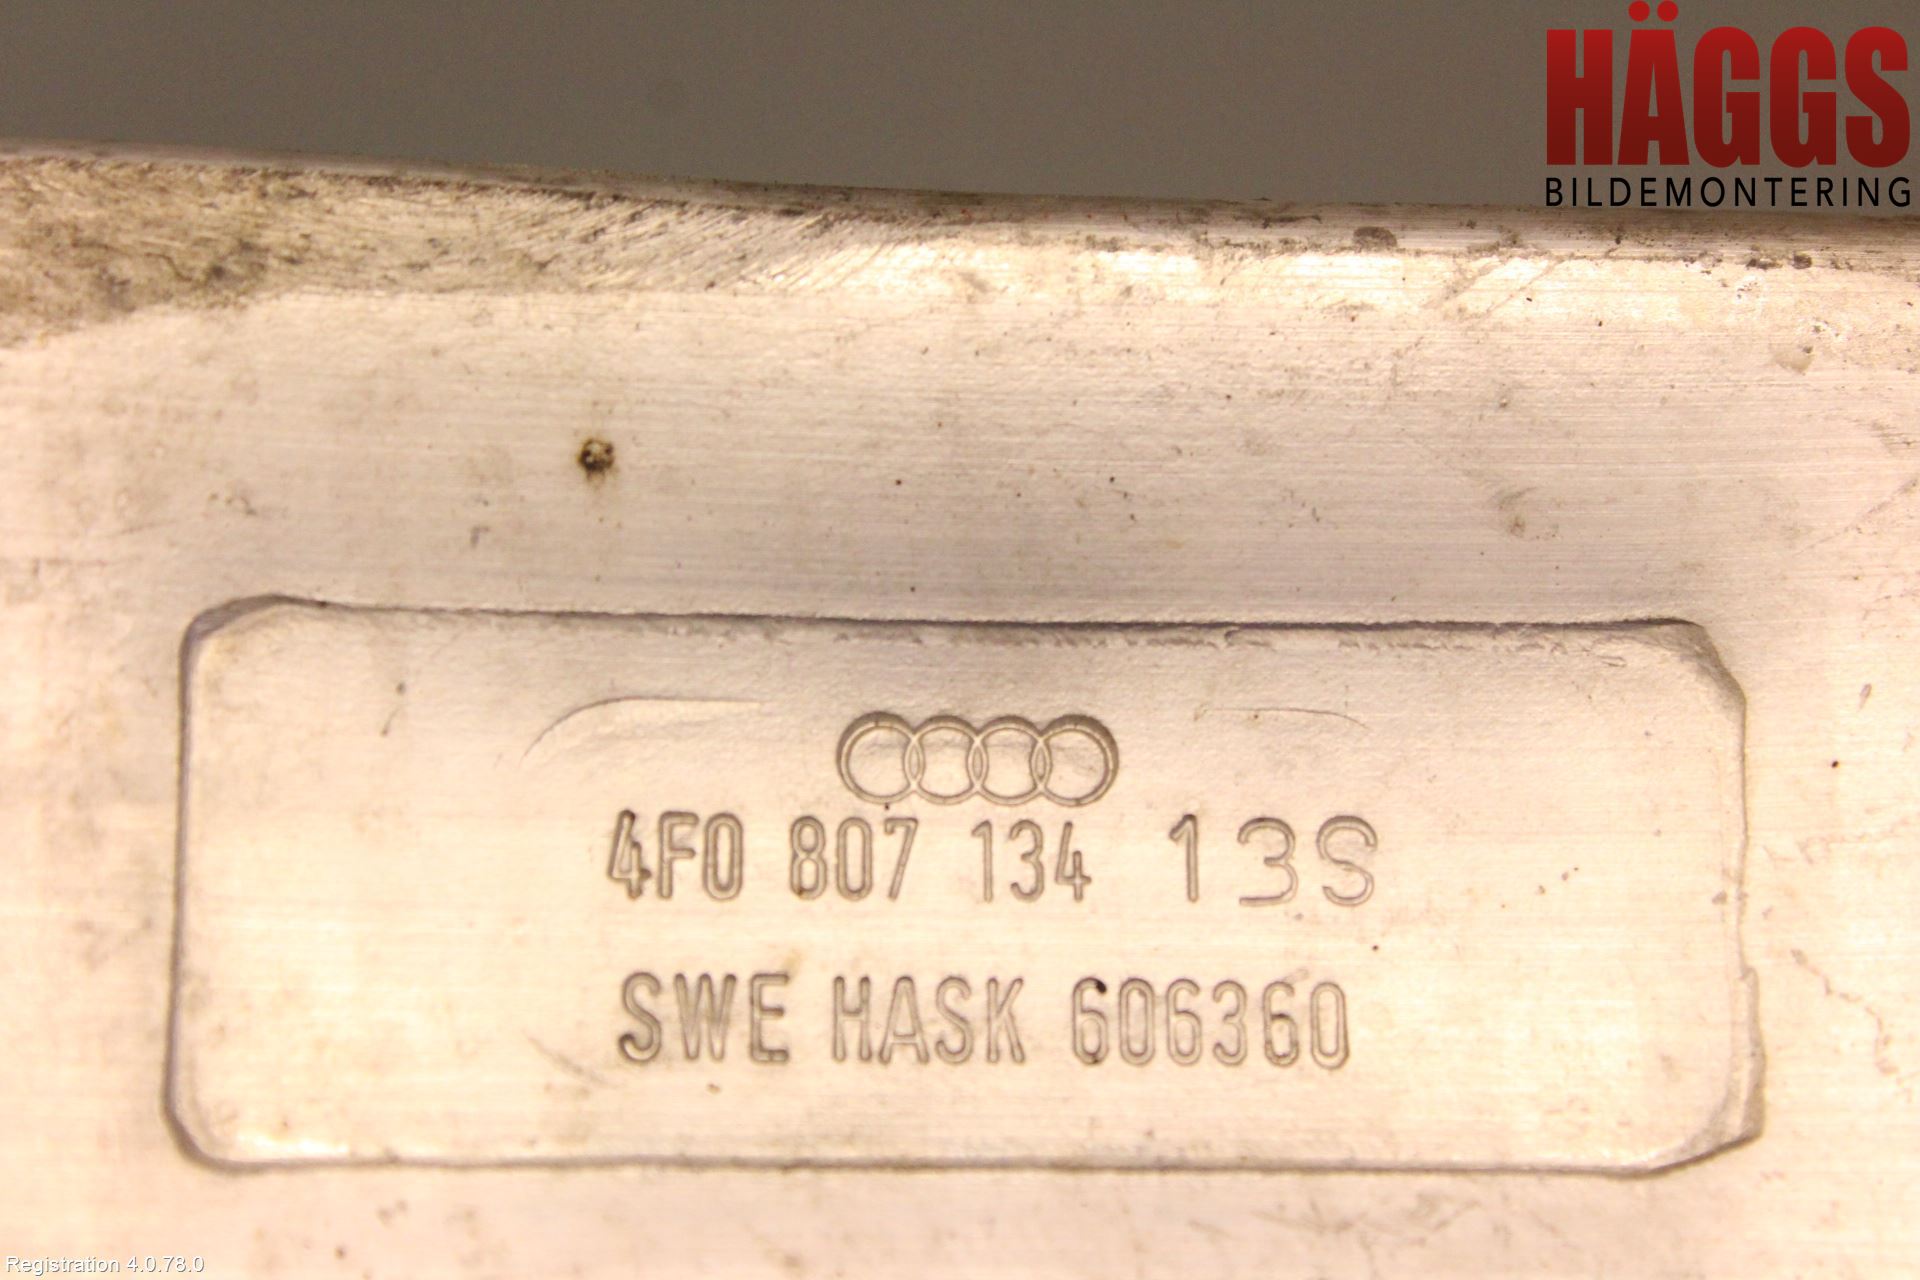 HÄGGS
BILDEMONTERING
4F0 807 134 13S
SWE HASK 606360
Registration 4.0.78.0